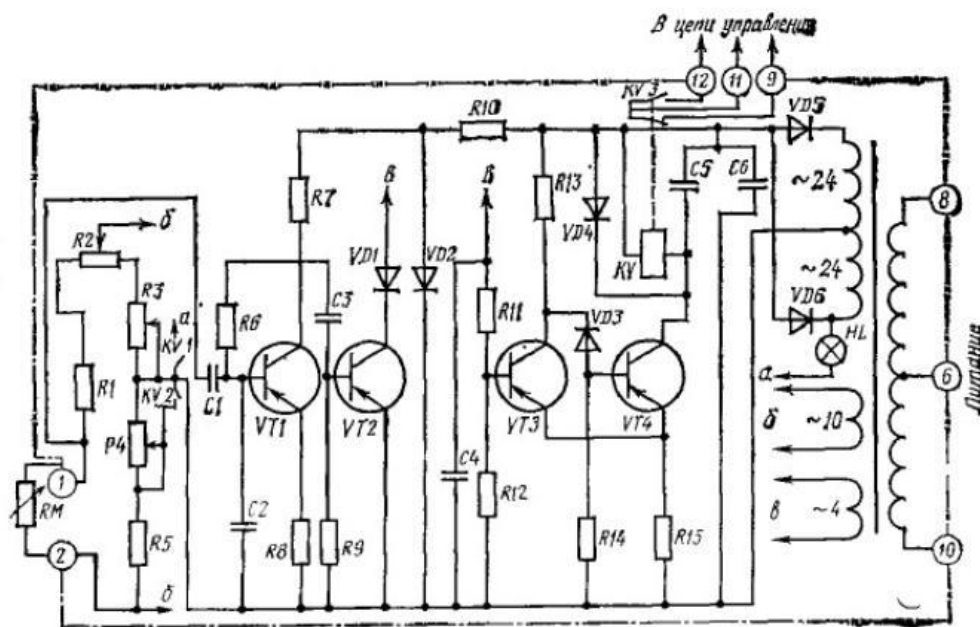 В цепи управления
12 11 9
KV 3
R10
VD5
б
в
в
R13
C5
C6
~24
8
R2
R7
VD4
R3
VD1
VD2
KV
~24
а
C3
R11
VD6
R6
VD3
HL
KV 1
R1
KV 2
C1
а
6
Питание
P4
VT1
VT2
VT3
VT4
б
~10
1
C4
RM
R12
в
~4
C2
2
R5
R8
R9
R14
R15
10
б